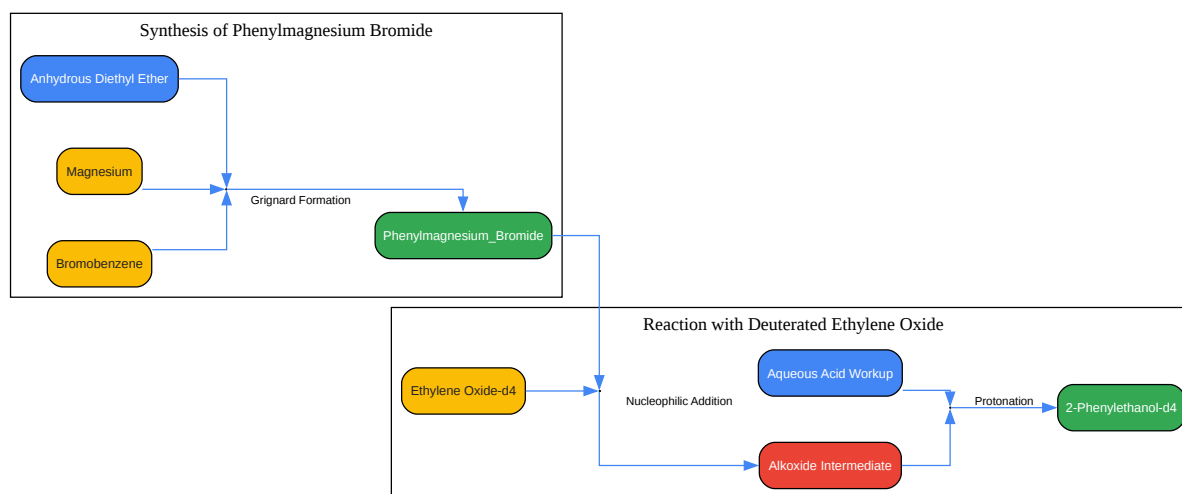 Synthesis of Phenylmagnesium Bromide
Anhydrous Diethyl Ether
Magnesium
Grignard Formation
Bromobenzene
Phenylmagnesium_Bromide
Reaction with Deuterated Ethylene Oxide
Ethylene Oxide-d4
Nucleophilic Addition
Aqueous Acid Workup
Alkoxide Intermediate
Protonation
2-Phenylethanol-d4